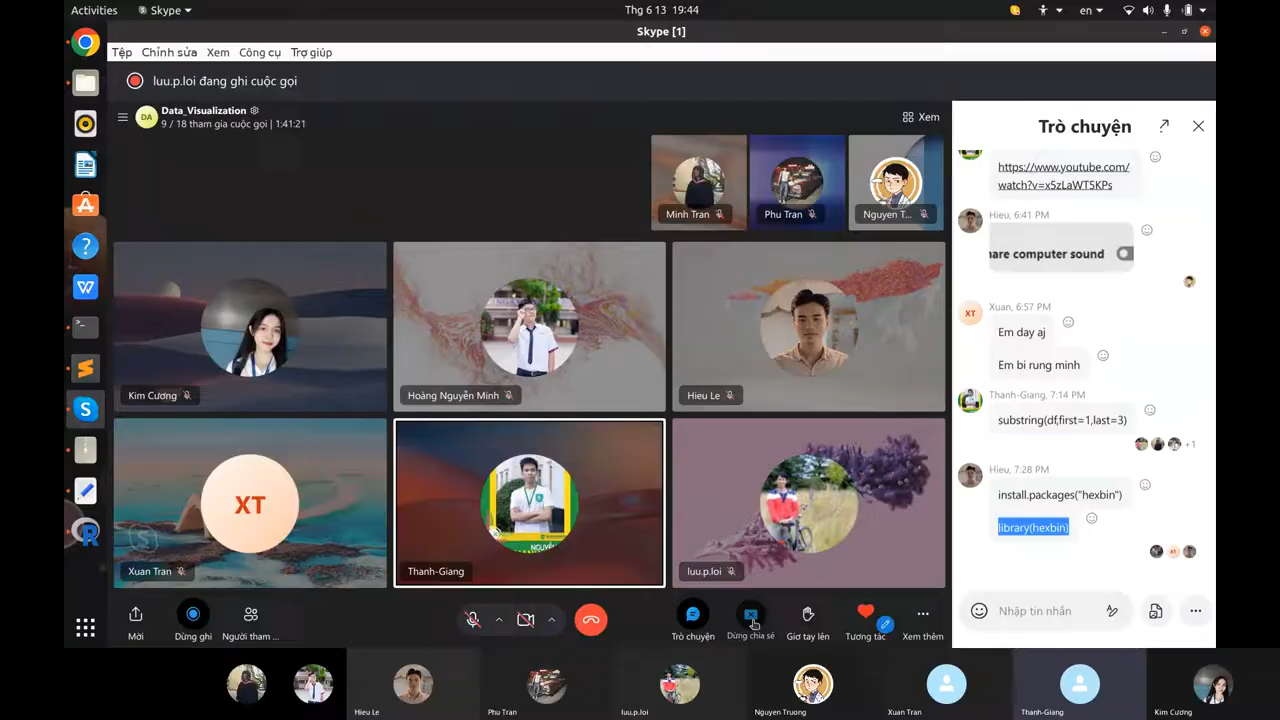 Activities
Skype
Thg 6 13 19:44
en
Skype [1]
Tệp Chỉnh sửa Xem Công cụ Trợ giúp
luu.p.loi đang ghi cuộc gọi
DA
Data_Visualization
9 / 18 tham gia cuộc gọi | 1:41:21
Xem
Minh Tran
Phu Tran
Nguyen T...
Kim Cương
Hoàng Nguyễn Minh
Hieu Le
XT
Xuan Tran
Thanh-Giang
luu.p.loi
Mời
Dừng ghi
Người tham ...
Trò chuyện
Dừng chia sẻ
Giơ tay lên
Tương tác
Xem thêm
Trò chuyện
https://www.youtube.com/
watch?v=x5zLaWT5KPs
Hieu, 6:41 PM
hare computer sound
Xuan, 6:57 PM
XT
Em day aj
Em bi rung minh
Thanh-Giang, 7:14 PM
substring(df,first=1,last=3)
+1
Hieu, 7:28 PM
install.packages("hexbin")
library(hexbin)
XT
Nhập tin nhắn
Hieu Le
Phu Tran
luu.p.loi
Nguyen Truong
Xuan Tran
Thanh-Giang
Kim Cương